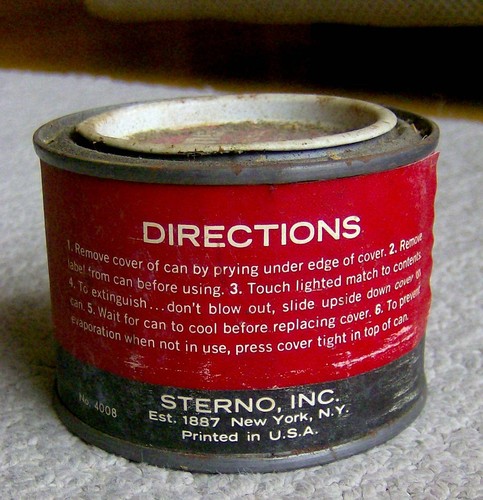 DIRECTIONS
1. Remove cover of can by prying under edge of cover. 2. Remove
label from can before using. 3. Touch lighted match to contents.
4. To extinguish...don't blow out, slide upside down cover on
can. 5. Wait for can to cool before replacing cover. 6. To prevent
evaporation when not in use, press cover tight in top of can.
STERNO, INC.
No. 4008
Est. 1887 New York, N.Y.
Printed in U.S.A.